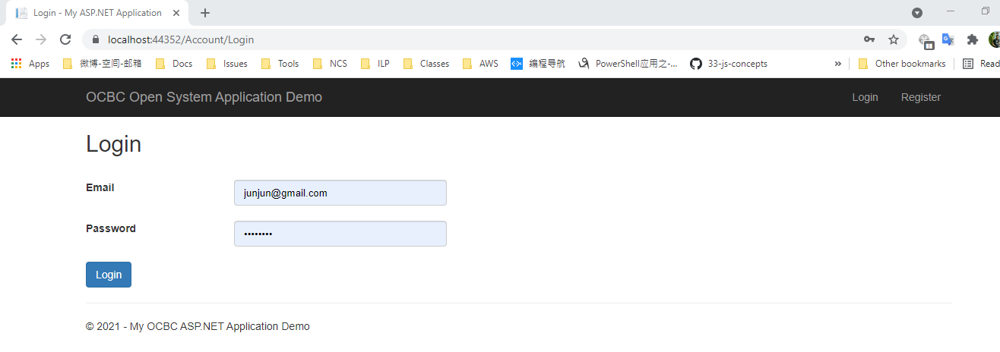 Login - My ASP.NET Application
localhost:44352/Account/Login
Apps 微博-空间-邮箱 Docs Issues Tools NCS ILP Classes AWS 编程导航 PowerShell应用之-... 33-js-concepts » Other bookmarks Read
OCBC Open System Application Demo Login Register
Login
Email junjun@gmail.com
Password ••••••••
Login
© 2021 - My OCBC ASP.NET Application Demo